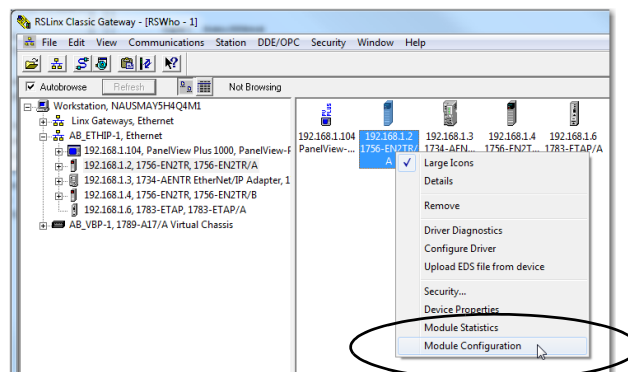 RSLinx Classic Gateway - [RSWho - 1]
File Edit View Communications Station DDE/OPC Security Window Help
Autobrowse Refresh Not Browsing
Workstation, NAUSMAY5H4Q4M1
Linx Gateways, Ethernet
AB_ETHIP-1, Ethernet
192.168.1.104, PanelView Plus 1000, PanelView-P
192.168.1.2, 1756-EN2TR, 1756-EN2TR/A
192.168.1.3, 1734-AENTR EtherNet/IP Adapter, 1
192.168.1.4, 1756-EN2TR, 1756-EN2TR/B
192.168.1.6, 1783-ETAP, 1783-ETAP/A
AB_VBP-1, 1789-A17/A Virtual Chassis
192.168.1.104 192.168.1.2 192.168.1.3 192.168.1.4 192.168.1.6
PanelView-... 1756-EN2TR/ 1734-AEN... 1756-EN2T... 1783-ETAP/A
A
Large Icons
Details
Remove
Driver Diagnostics
Configure Driver
Upload EDS file from device
Security...
Device Properties
Module Statistics
Module Configuration